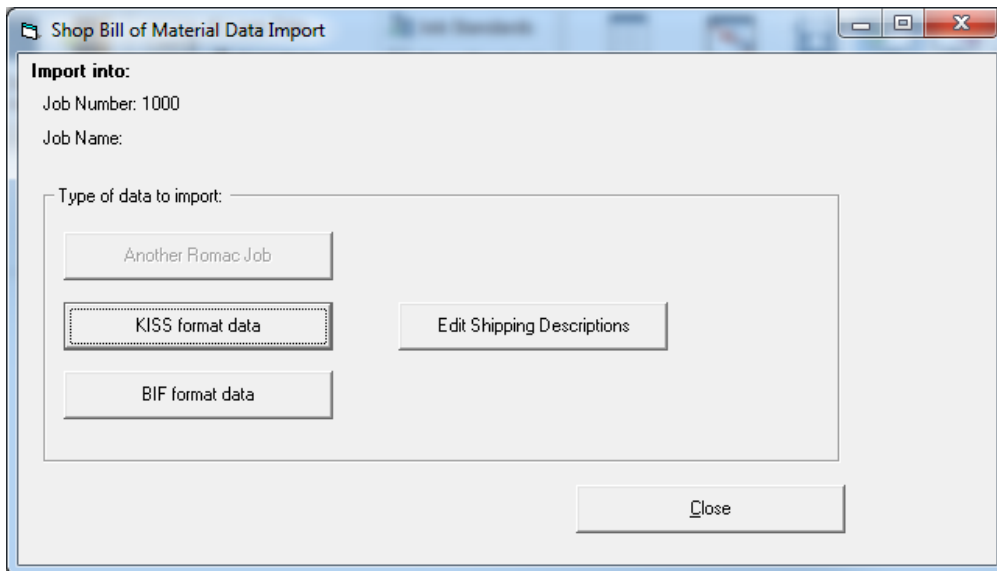 Shop Bill of Material Data Import
Import into:
Job Number: 1000
Job Name:
Type of data to import:
Another Romac Job
KISS format data
Edit Shipping Descriptions
BIF format data
Close